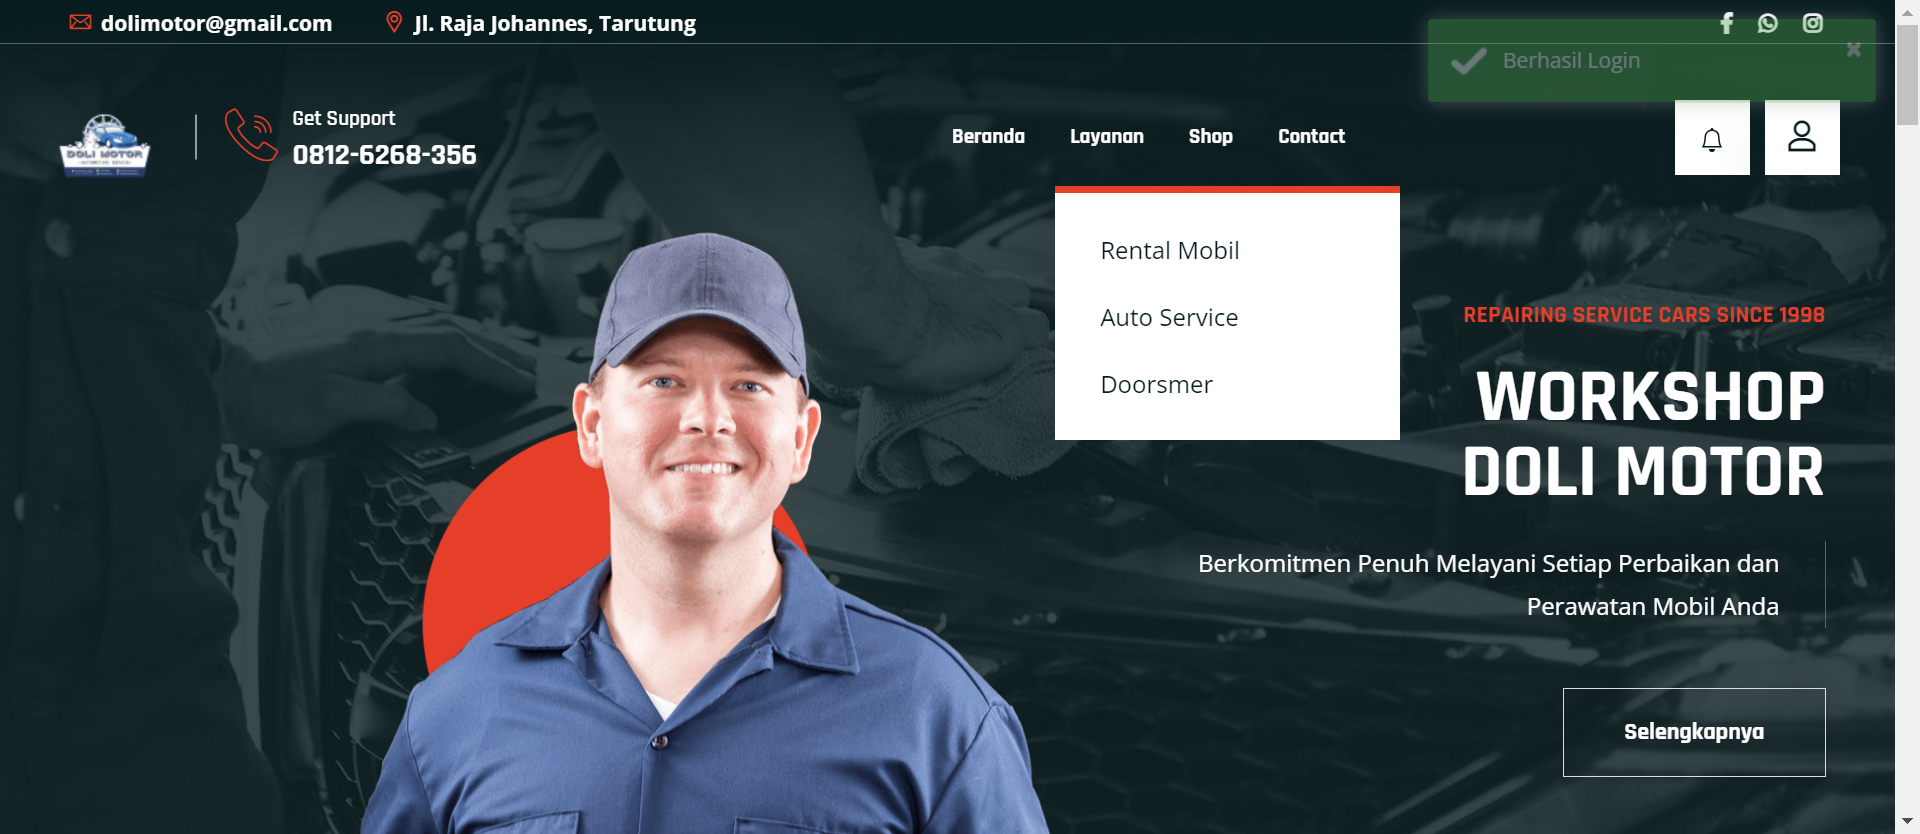 dolimotor@gmail.com
Jl. Raja Johannes, Tarutung
Berhasil Login
DOLI MOTOR
Get Support
0812-6268-356
Beranda
Layanan
Shop
Contact
Rental Mobil
Auto Service
Doorsmer
REPAIRING SERVICE CARS SINCE 1998
WORKSHOP
DOLI MOTOR
Berkomitmen Penuh Melayani Setiap Perbaikan dan
Perawatan Mobil Anda
Selengkapnya